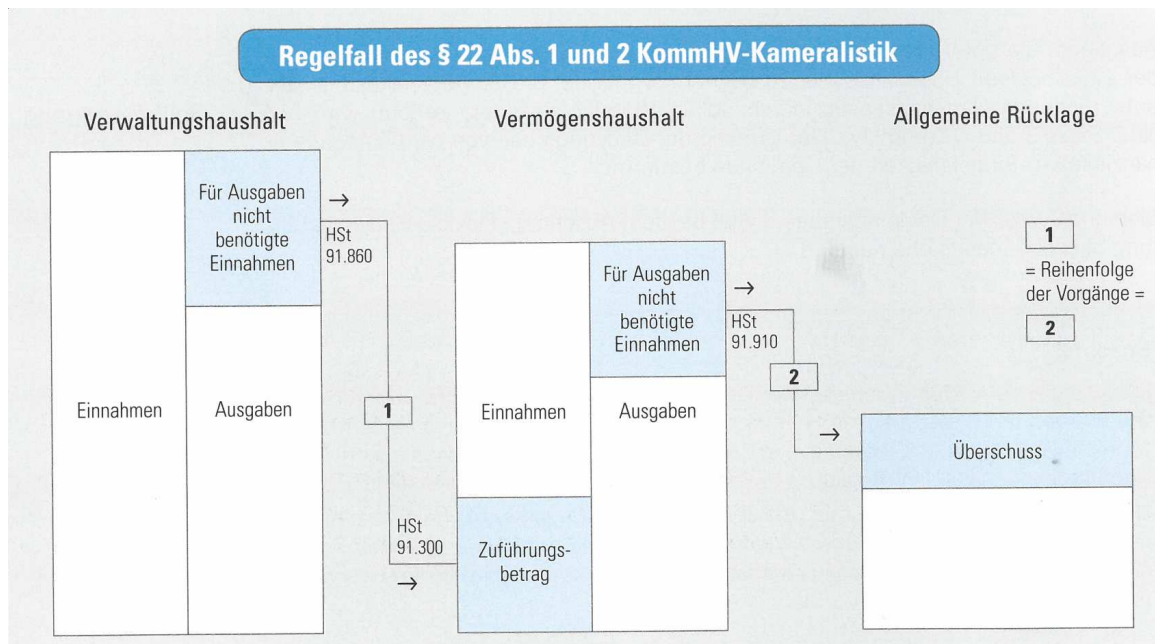 Regelfall des § 22 Abs. 1 und 2 KommHV-Kameralistik
Verwaltungshaushalt
Vermögenshaushalt
Allgemeine Rücklage
Für Ausgaben
nicht
benötigte
Einnahmen
→
HSt
91.860
Einnahmen
Ausgaben
1
HSt
91.300
→
Für Ausgaben
nicht
benötigte
Einnahmen
→
HSt
91.910
Einnahmen
Ausgaben
Zuführungs-
betrag
2
→
Überschuss
1
= Reihenfolge
der Vorgänge =
2